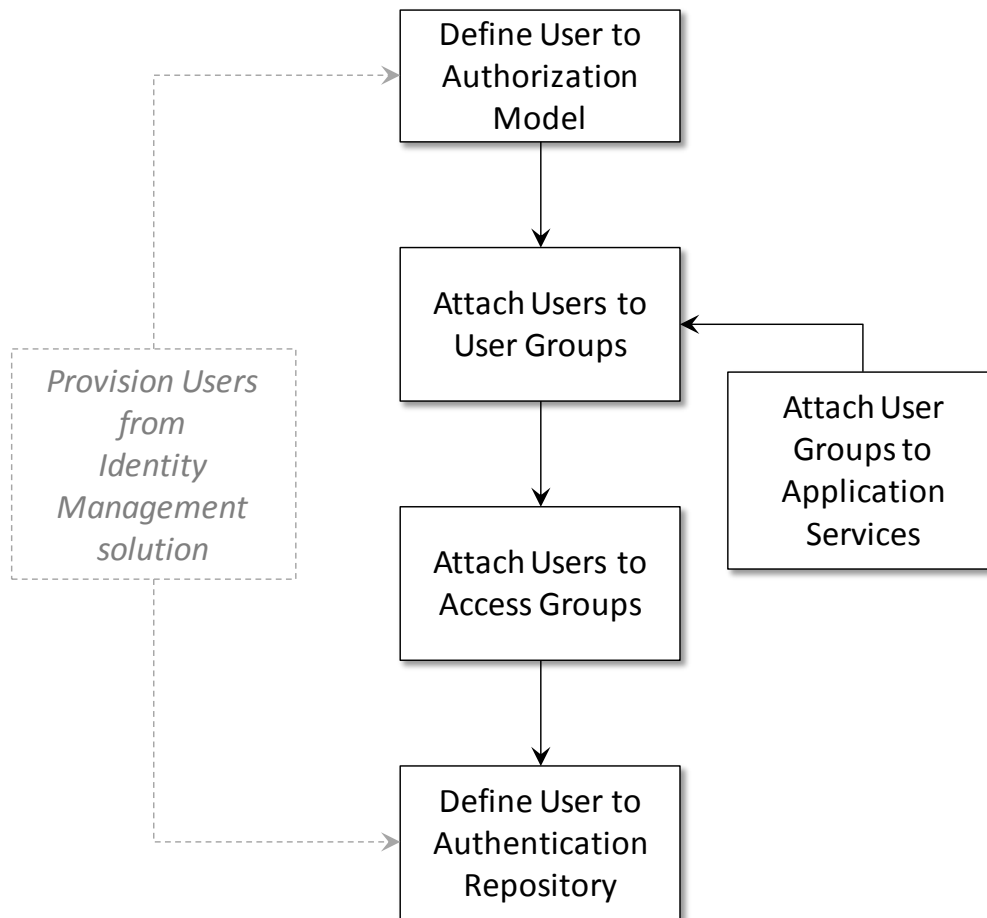 Define User to
Authorization
Model
Attach Users to
User Groups
Provision Users
from
Identity
Management
solution
Attach User
Groups to
Application
Services
Attach Users to
Access Groups
Define User to
Authentication
Repository